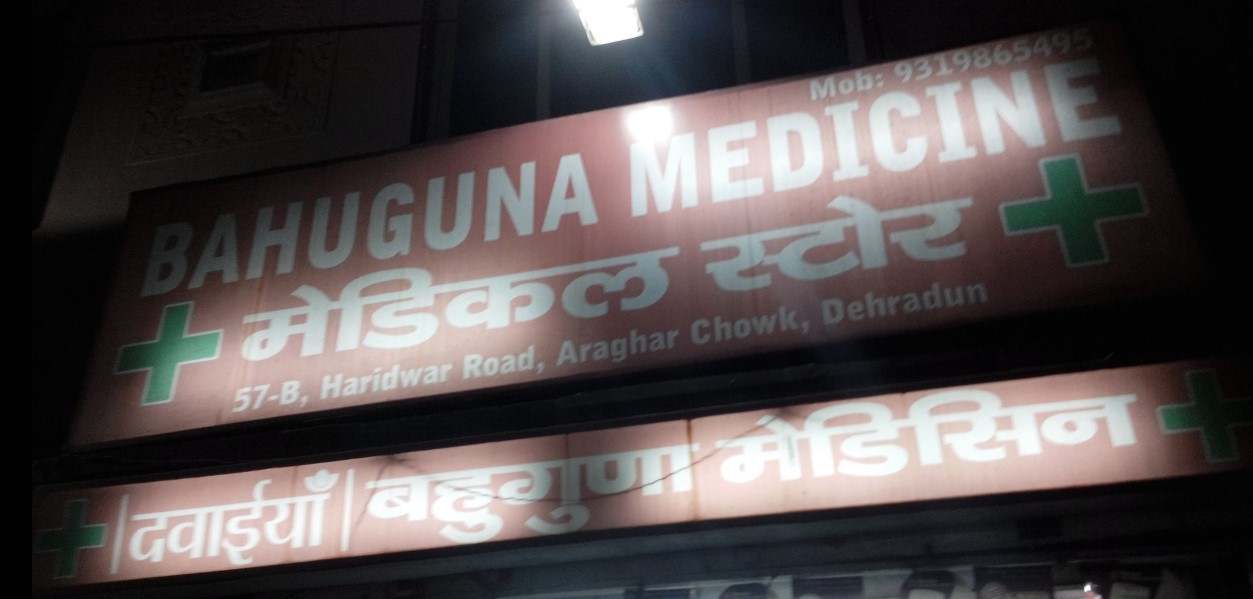 Mob: 9319865495
BAHUGUNA MEDICINE
मेडिकल स्टोर
57-B, Haridwar Road, Araghar Chowk, Dehradun
|दवाईयाँ| बहुगुणा मेडिसिन